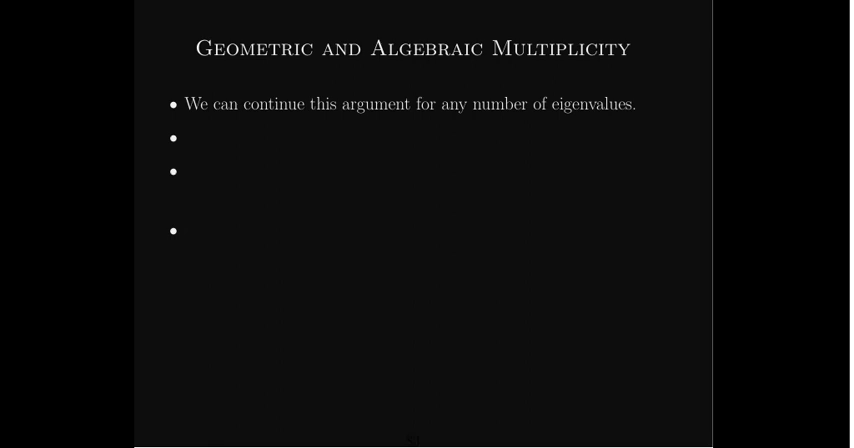 Geometric and Algebraic Multiplicity
• We can continue this argument for any number of eigenvalues.
•
•
•